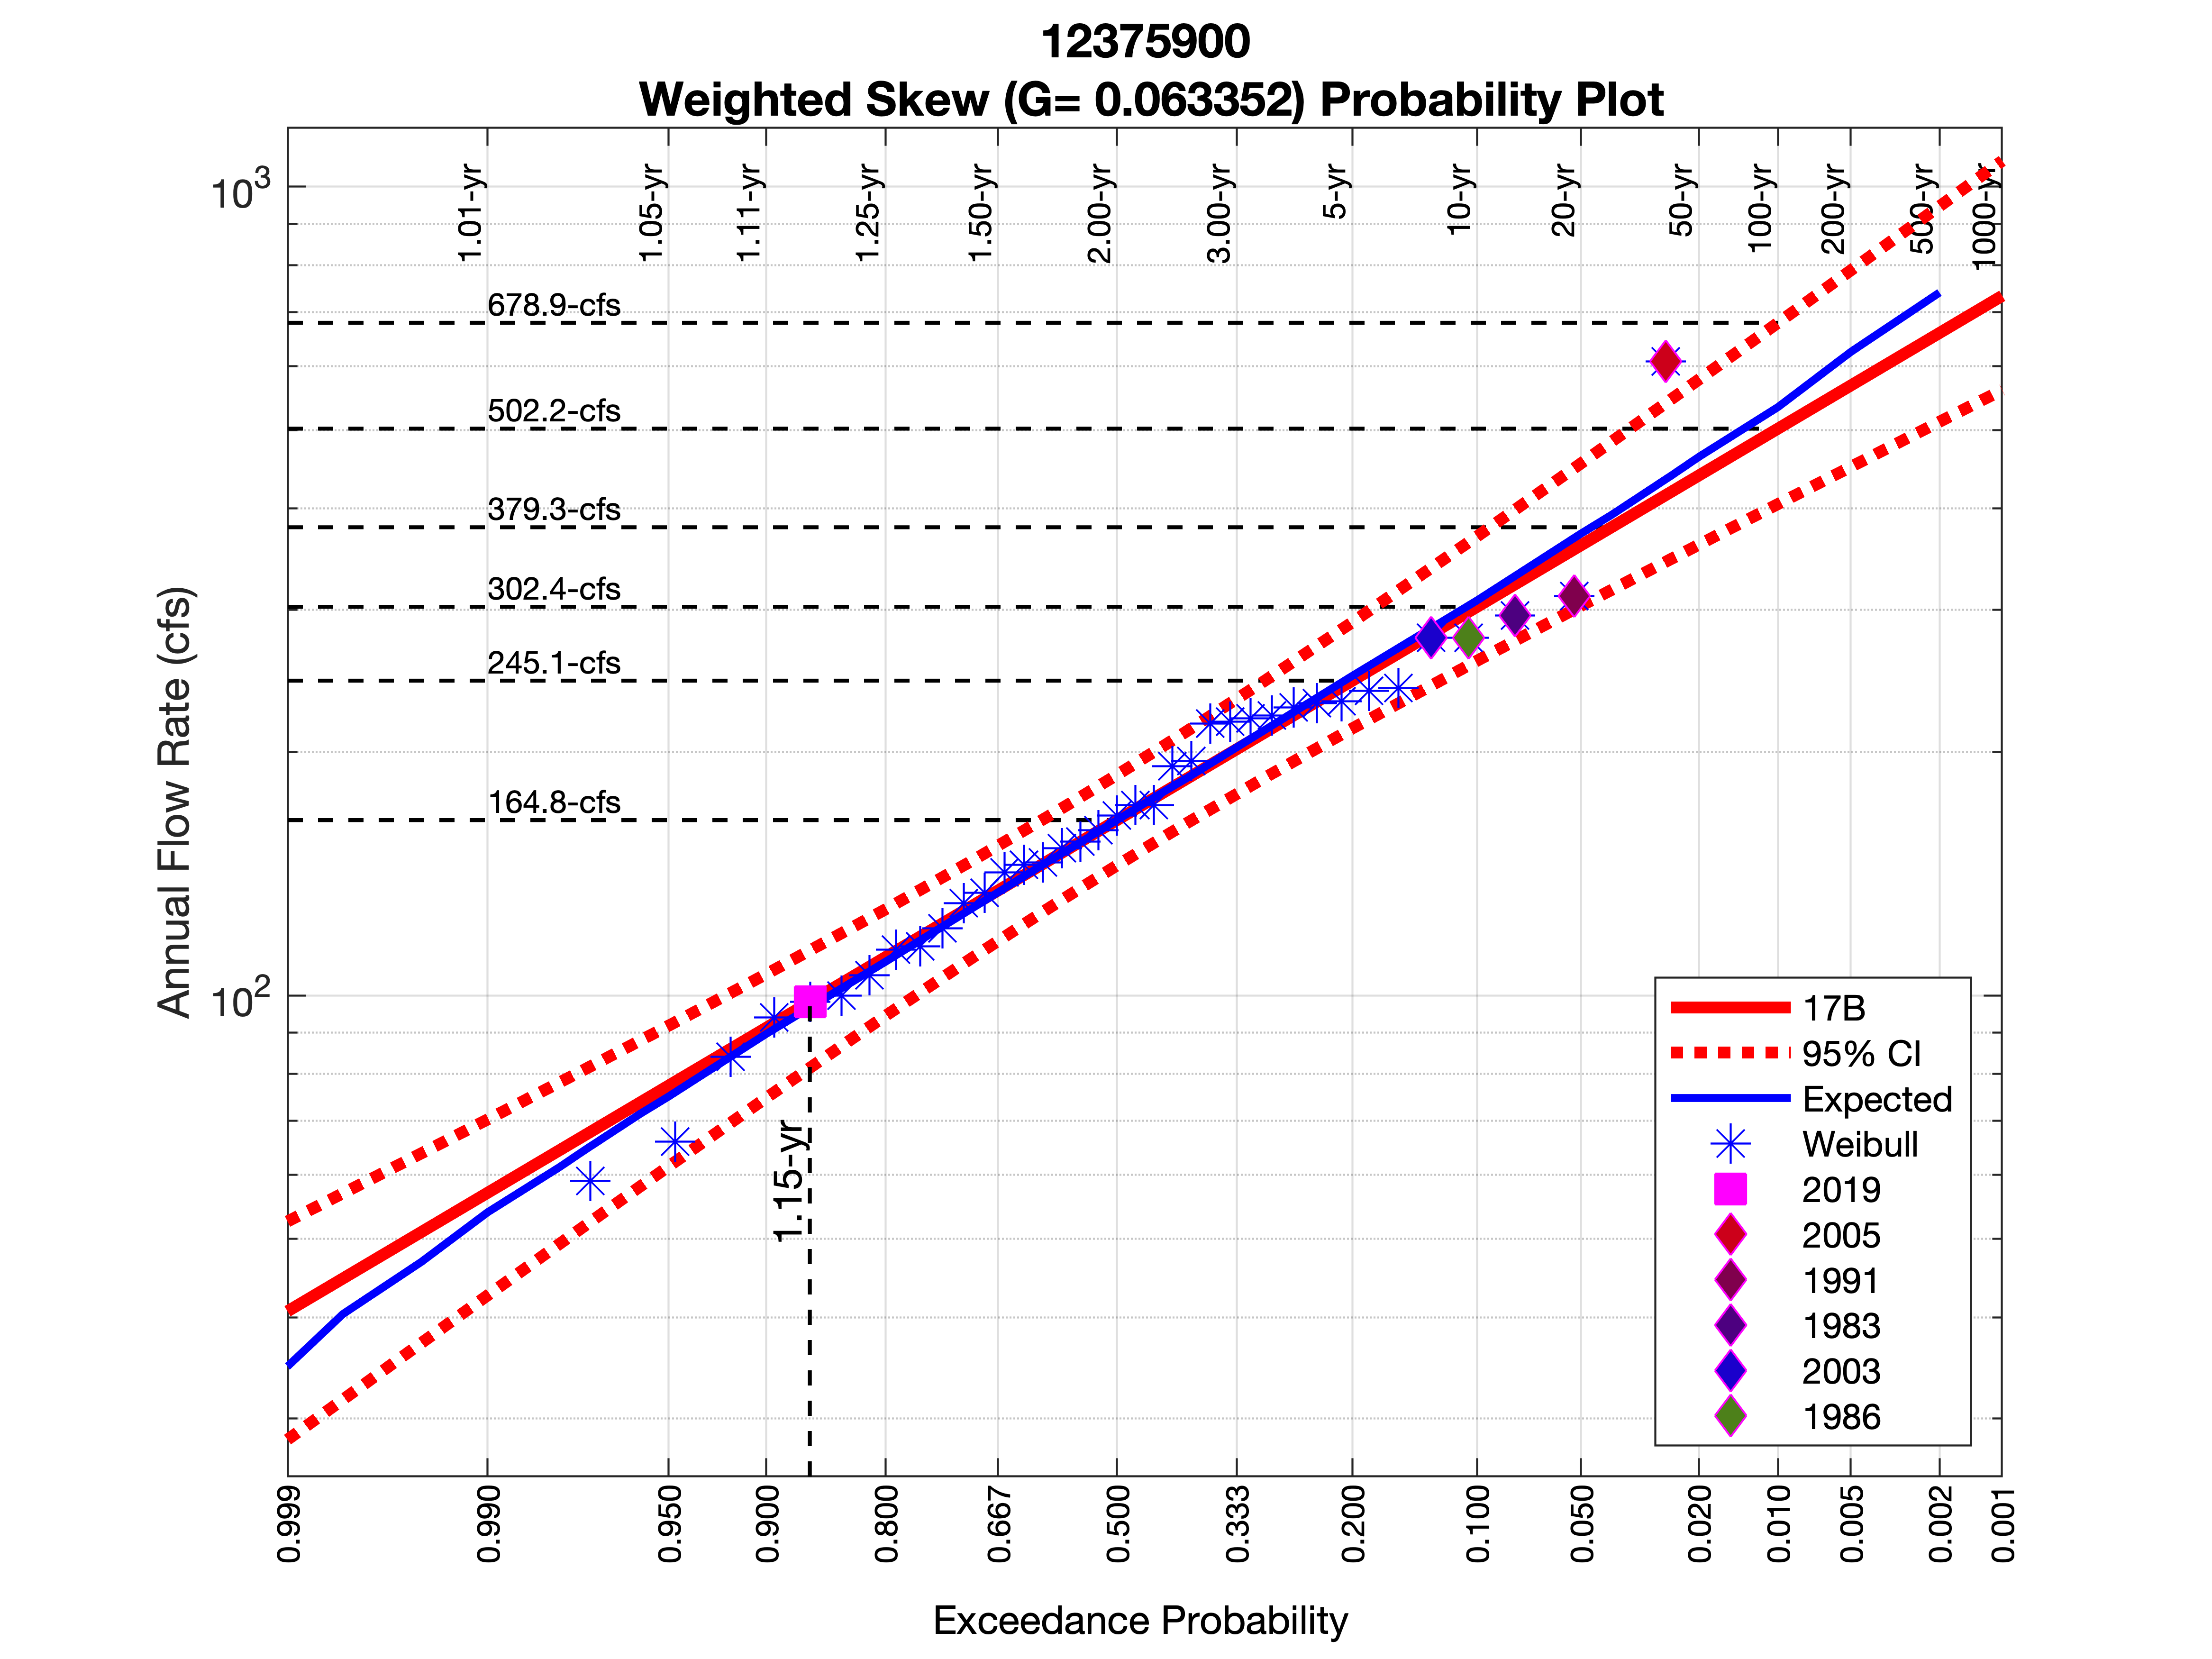 12375900
Weighted Skew (G= 0.063352) Probability Plot
10³
10²
Annual Flow Rate (cfs)
1.01-yr
1.05-yr
1.11-yr
1.25-yr
1.50-yr
2.00-yr
3.00-yr
5-yr
10-yr
20-yr
50-yr
100-yr
200-yr
500-yr
1000-yr
678.9-cfs
502.2-cfs
379.3-cfs
302.4-cfs
245.1-cfs
164.8-cfs
1.15-yr
17B
95% CI
Expected
Weibull
2019
2005
1991
1983
2003
1986
0.999
0.990
0.950
0.900
0.800
0.667
0.500
0.333
0.200
0.100
0.050
0.020
0.010
0.005
0.002
0.001
Exceedance Probability